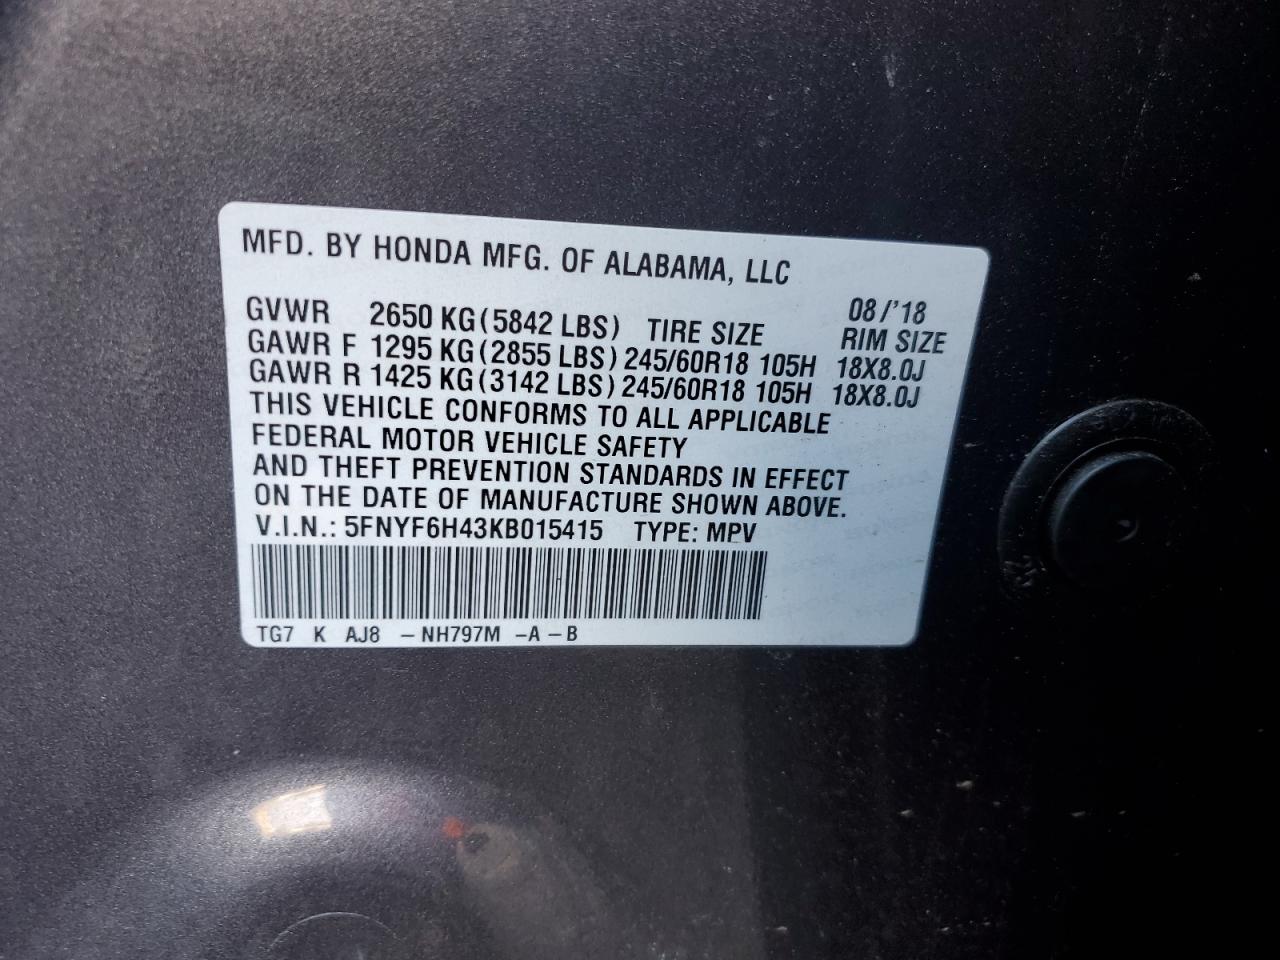 MFD. BY HONDA MFG. OF ALABAMA, LLC
08/'18
GVWR 2650 KG(5842 LBS) TIRE SIZE RIM SIZE
GAWR F 1295 KG(2855 LBS) 245/60R18 105H 18X8.0J
GAWR R 1425 KG(3142 LBS) 245/60R18 105H 18X8.0J
THIS VEHICLE CONFORMS TO ALL APPLICABLE
FEDERAL MOTOR VEHICLE SAFETY
AND THEFT PREVENTION STANDARDS IN EFFECT
ON THE DATE OF MANUFACTURE SHOWN ABOVE.
V.I.N.: 5FNYF6H43KB015415 TYPE: MPV
TG7 K AJ8 -NH797M -A -B